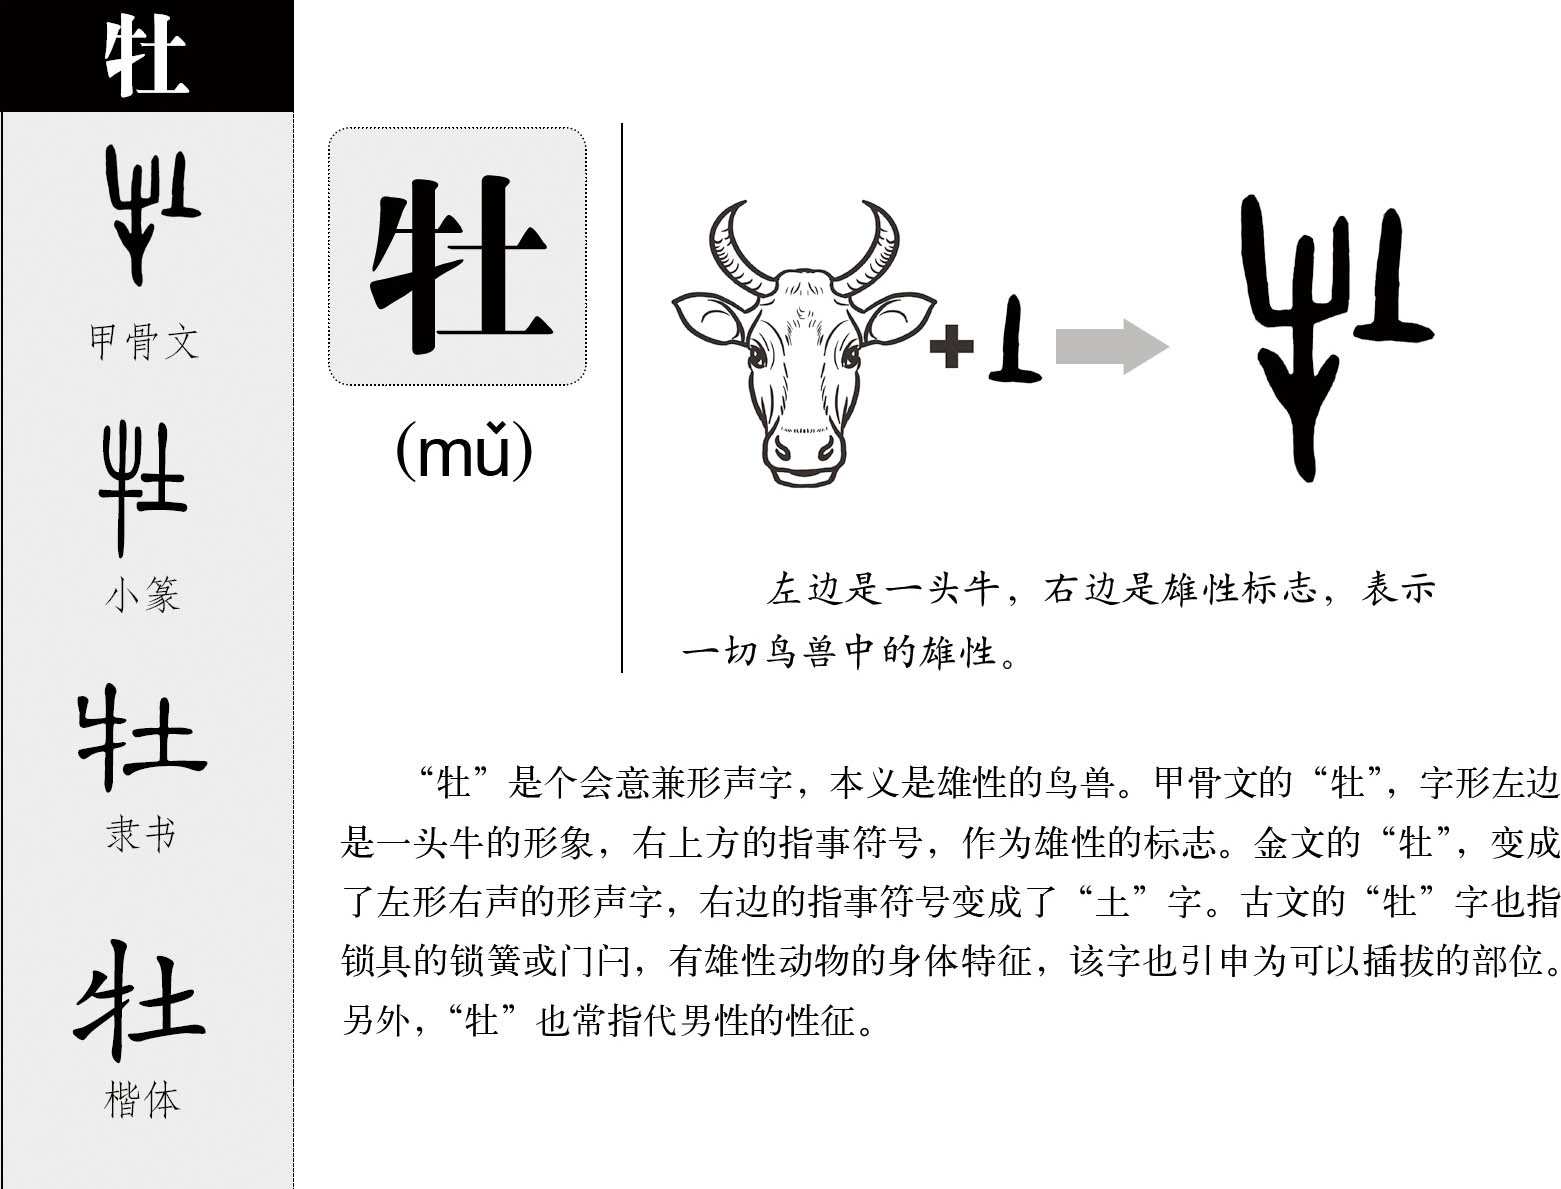 牡
甲骨文
小篆
隶书
楷体
牡
(mǔ)
左边是一头牛，右边是雄性标志，表示
一切鸟兽中的雄性。
“牡”是个会意兼形声字，本义是雄性的鸟兽。甲骨文的“牡”，字形左边
是一头牛的形象，右上方的指事符号，作为雄性的标志。金文的“牡”，变成
了左形右声的形声字，右边的指事符号变成了“土”字。古文的“牡”字也指
锁具的锁簧或门闩，有雄性动物的身体特征，该字也引申为可以插拔的部位。
另外，“牡”也常指代男性的性征。